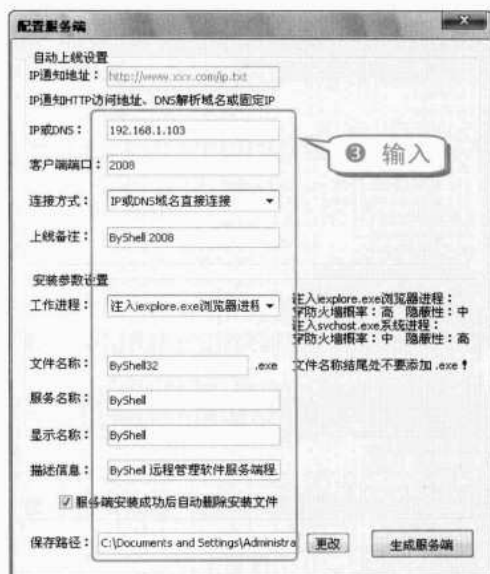 配置服务端
自动上线设置
IP通知地址: http://www.xxx.com/ip.txt
IP通知HTTP访问地址、DNS解析域名或固定IP
IP或DNS: 192.168.1.103
❸ 输入
客户端端口: 2008
连接方式: IP或DNS域名直接连接
上线备注: ByShell 2008
安装参数设置
工作进程: 注入iexplore.exe浏览器进程
注入iexplore.exe浏览器进程:
穿防火墙概率:高 隐蔽性:中
注入svchost.exe系统进程:
穿防火墙概率:中 隐蔽性:高
文件名称: ByShell32 .exe 文件名称结尾处不要添加 .exe !
服务名称: ByShell
显示名称: ByShell
描述信息: ByShell 远程管理软件服务端程
服务端安装成功后自动删除安装文件
保存路径: C:\Documents and Settings\Administra 更改 生成服务端